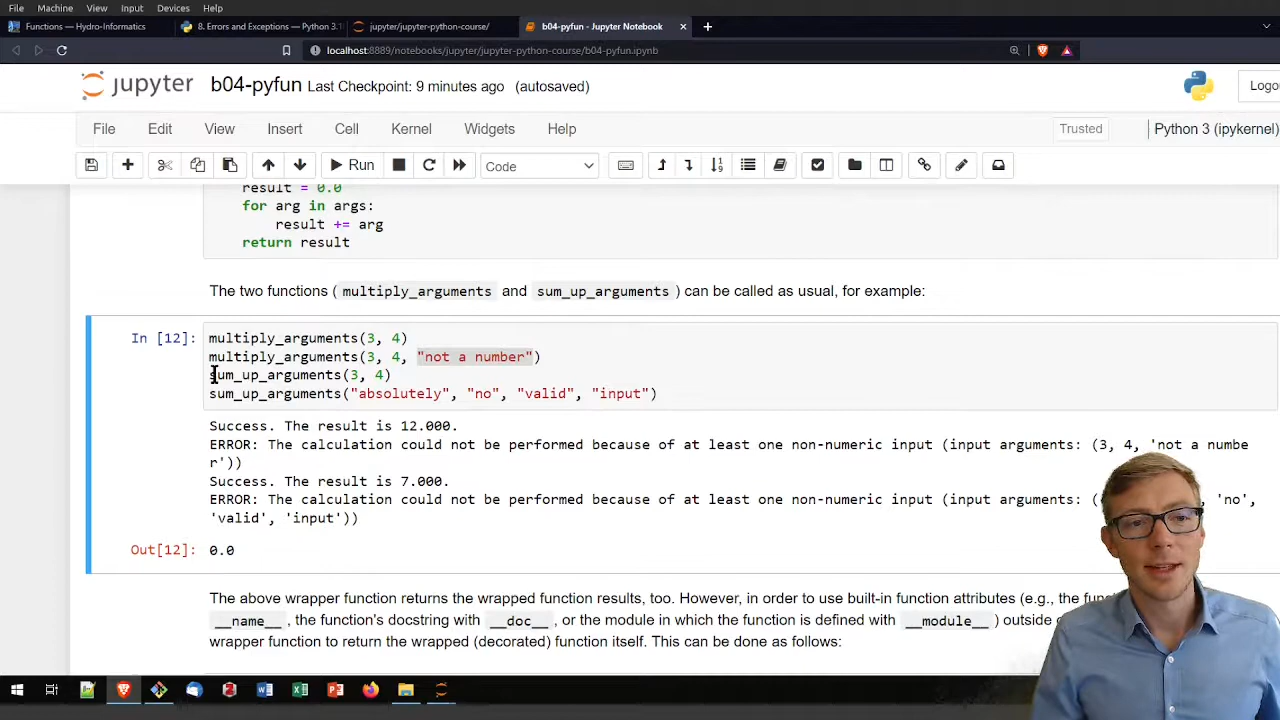 File Machine View Input Devices Help
Functions — Hydro-Informatics
8. Errors and Exceptions — Python 3.1
jupyter/jupyter-python-course/
b04-pyfun - Jupyter Notebook
localhost:8889/notebooks/jupyter/jupyter-python-course/b04-pyfun.ipynb
jupyter b04-pyfun Last Checkpoint: 9 minutes ago (autosaved)
Logo
File Edit View Insert Cell Kernel Widgets Help
Trusted
Python 3 (ipykernel)
Run
Code
result = 0.0
for arg in args:
result += arg
return result
The two functions ( multiply_arguments and sum_up_arguments ) can be called as usual, for example:
In [12]: multiply_arguments(3, 4)
multiply_arguments(3, 4, "not a number")
sum_up_arguments(3, 4)
sum_up_arguments("absolutely", "no", "valid", "input")
Success. The result is 12.000.
ERROR: The calculation could not be performed because of at least one non-numeric input (input arguments: (3, 4, 'not a numbe
r'))
Success. The result is 7.000.
ERROR: The calculation could not be performed because of at least one non-numeric input (input arguments: ( 'no',
'valid', 'input'))
Out[12]: 0.0
The above wrapper function returns the wrapped function results, too. However, in order to use built-in function attributes (e.g., the
__name__ , the function's docstring with __doc__ , or the module in which the function is defined with __module__ ) outside
wrapper function to return the wrapped (decorated) function itself. This can be done as follows: